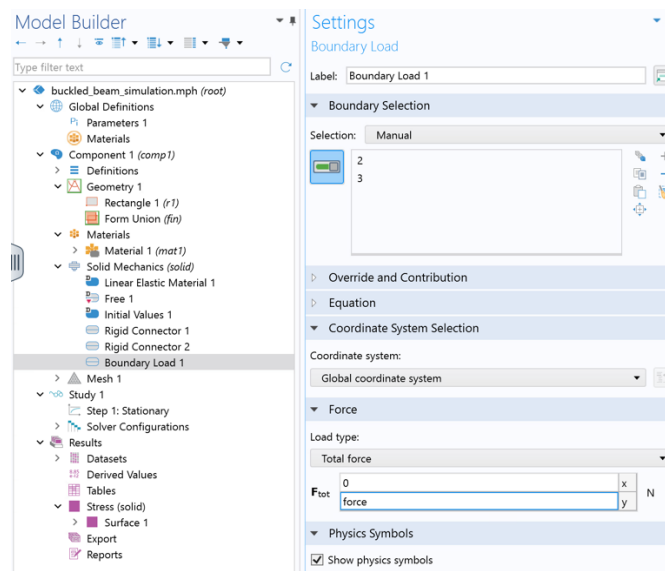 Model Builder
Type filter text
buckled_beam_simulation.mph (root)
Global Definitions
Pi Parameters 1
Materials
Component 1 (comp1)
Definitions
Geometry 1
Rectangle 1 (r1)
Form Union (fin)
Materials
Material 1 (mat1)
Solid Mechanics (solid)
Linear Elastic Material 1
Free 1
Initial Values 1
Rigid Connector 1
Rigid Connector 2
Boundary Load 1
Mesh 1
Study 1
Step 1: Stationary
Solver Configurations
Results
Datasets
Derived Values
Tables
Stress (solid)
Surface 1
Export
Reports
Settings
Boundary Load
Label: Boundary Load 1
Boundary Selection
Selection: Manual
2
3
Override and Contribution
Equation
Coordinate System Selection
Coordinate system:
Global coordinate system
Force
Load type:
Total force
Ftot 0 x N
force y
Physics Symbols
Show physics symbols